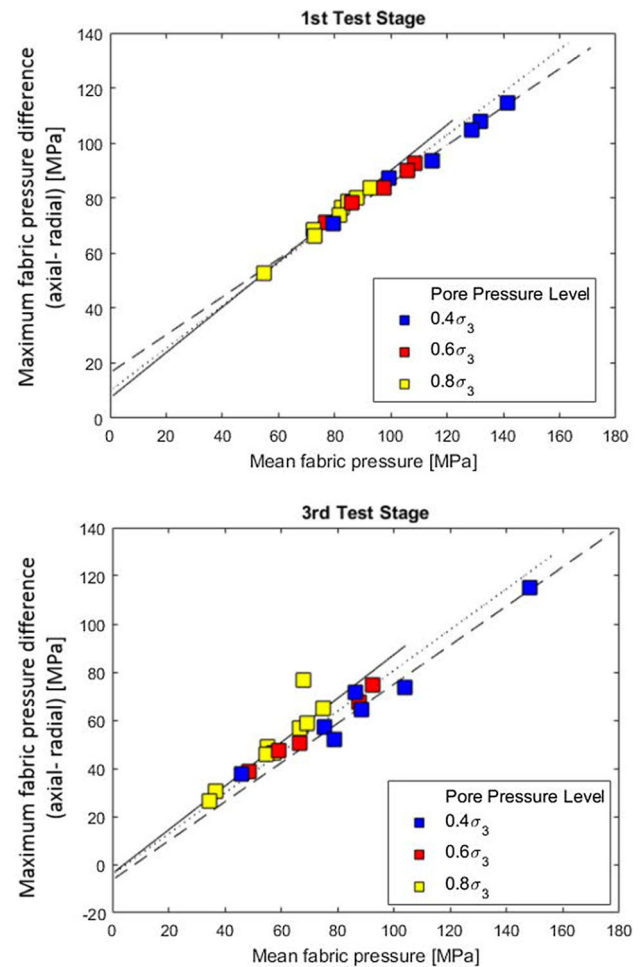 1st Test Stage
140
120
100
80
60
40
20
0
Maximum fabric pressure difference
(axial- radial) [MPa]
Pore Pressure Level
0.4σ3
0.6σ3
0.8σ3
0 20 40 60 80 100 120 140 160 180
Mean fabric pressure [MPa]
3rd Test Stage
140
120
100
80
60
40
20
0
-20
Maximum fabric pressure difference
(axial- radial) [MPa]
Pore Pressure Level
0.4σ3
0.6σ3
0.8σ3
0 20 40 60 80 100 120 140 160 180
Mean fabric pressure [MPa]